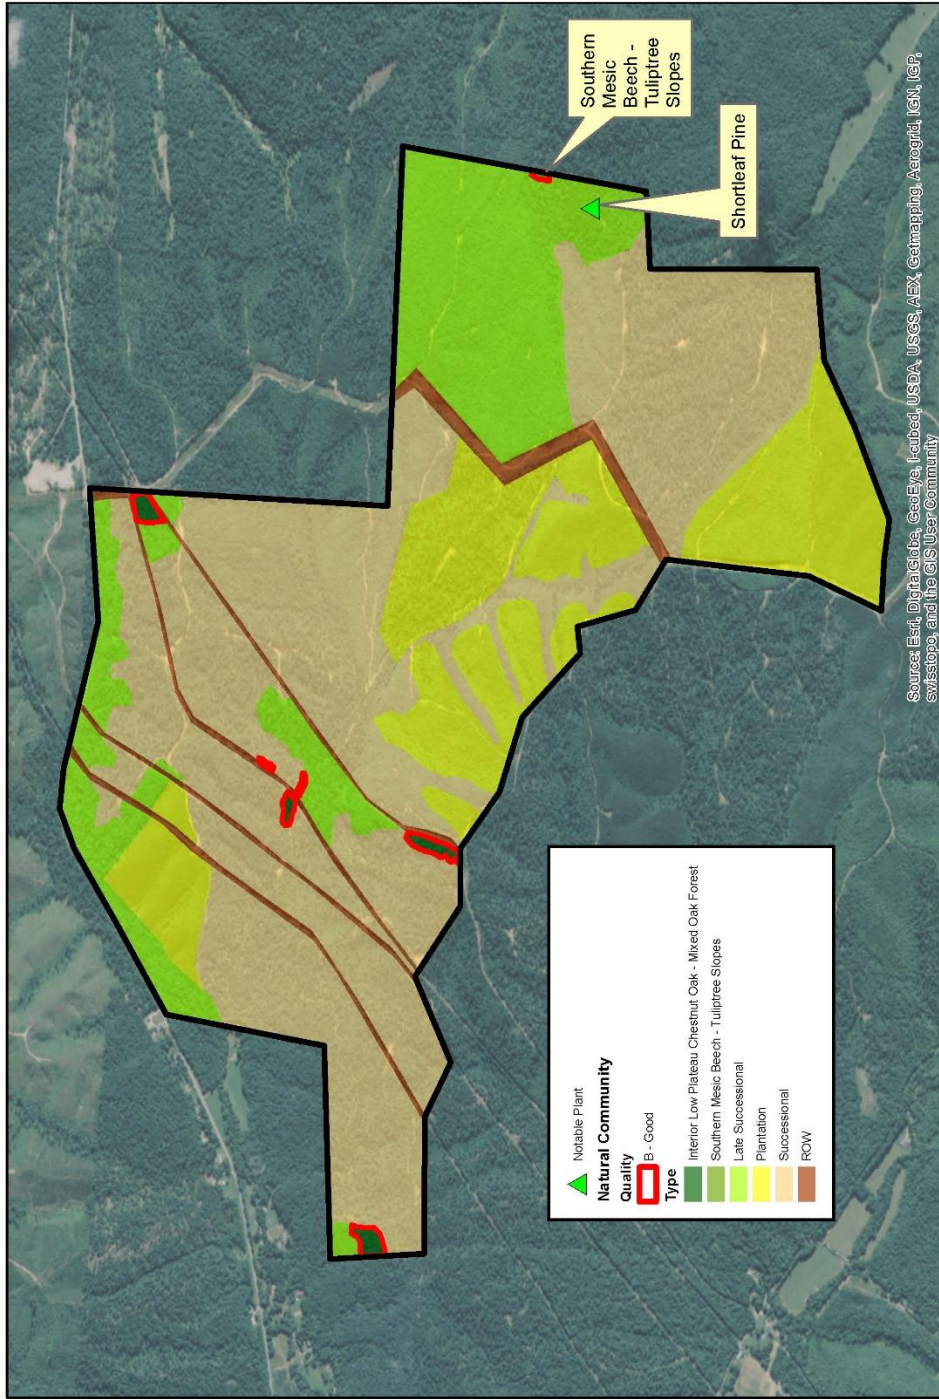 Southern
Mesic
Beech -
Tuliptree
Slopes
Shortleaf Pine
Notable Plant
Natural Community
Quality
B - Good
Type
Interior Low Plateau Chestnut Oak - Mixed Oak Forest
Southern Mesic Beech - Tuliptree Slopes
Late Successional
Plantation
Successional
ROW
Source: Esri, DigitalGlobe, GeoEye, i-cubed, USDA, USGS, AEX, Getmapping, Aerogrid, IGN, IGP,
swisstopo, and the GIS User Community